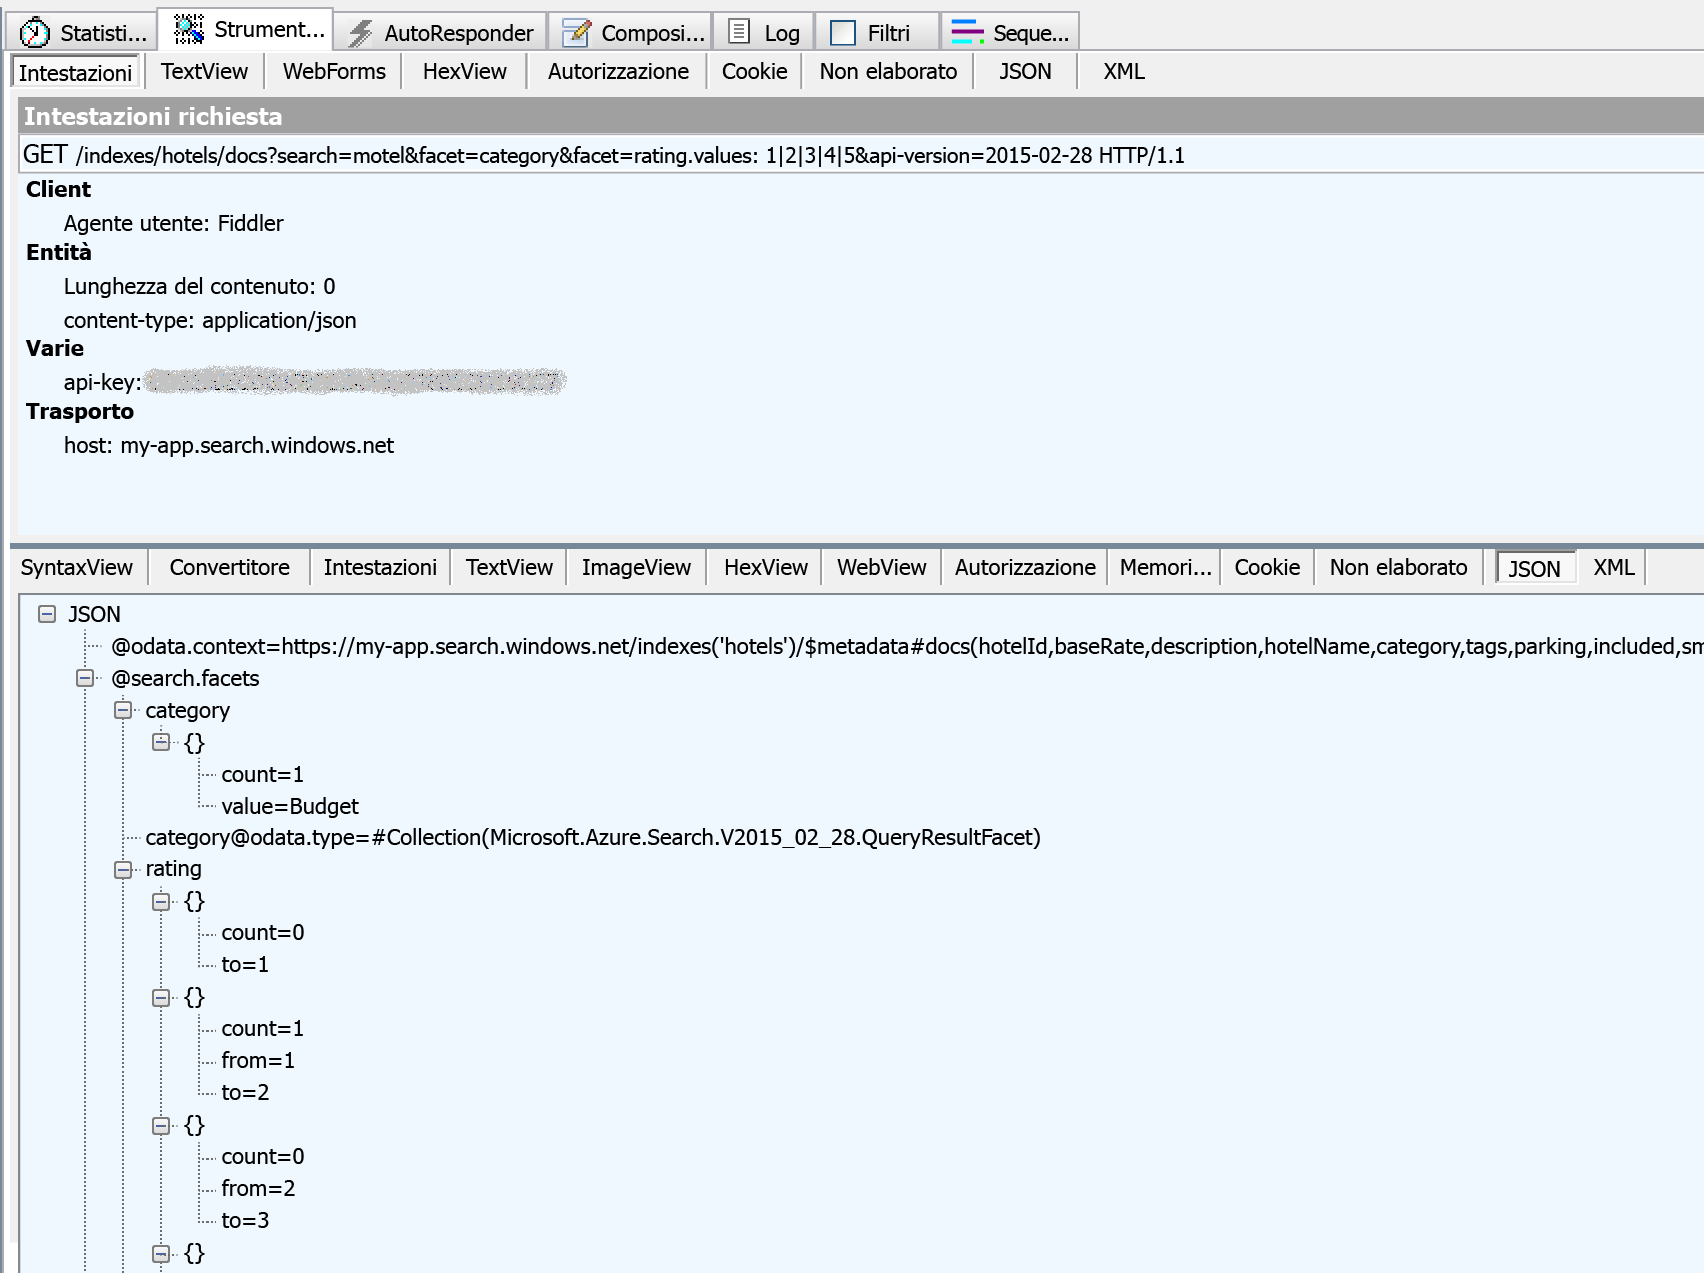 Statisti... Strument... AutoResponder Composi... Log Filtri Seque...
Intestazioni TextView WebForms HexView Autorizzazione Cookie Non elaborato JSON XML
Intestazioni richiesta
GET /indexes/hotels/docs?search=motel&facet=category&facet=rating.values: 1|2|3|4|5&api-version=2015-02-28 HTTP/1.1
Client
Agente utente: Fiddler
Entità
Lunghezza del contenuto: 0
content-type: application/json
Varie
api-key:
Trasporto
host: my-app.search.windows.net
SyntaxView Convertitore Intestazioni TextView ImageView HexView WebView Autorizzazione Memori... Cookie Non elaborato JSON XML
JSON
@odata.context=https://my-app.search.windows.net/indexes('hotels')/$metadata#docs(hotelId,baseRate,description,hotelName,category,tags,parking,included,sm
@search.facets
category
{}
count=1
value=Budget
category@odata.type=#Collection(Microsoft.Azure.Search.V2015_02_28.QueryResultFacet)
rating
{}
count=0
to=1
{}
count=1
from=1
to=2
{}
count=0
from=2
to=3
{}